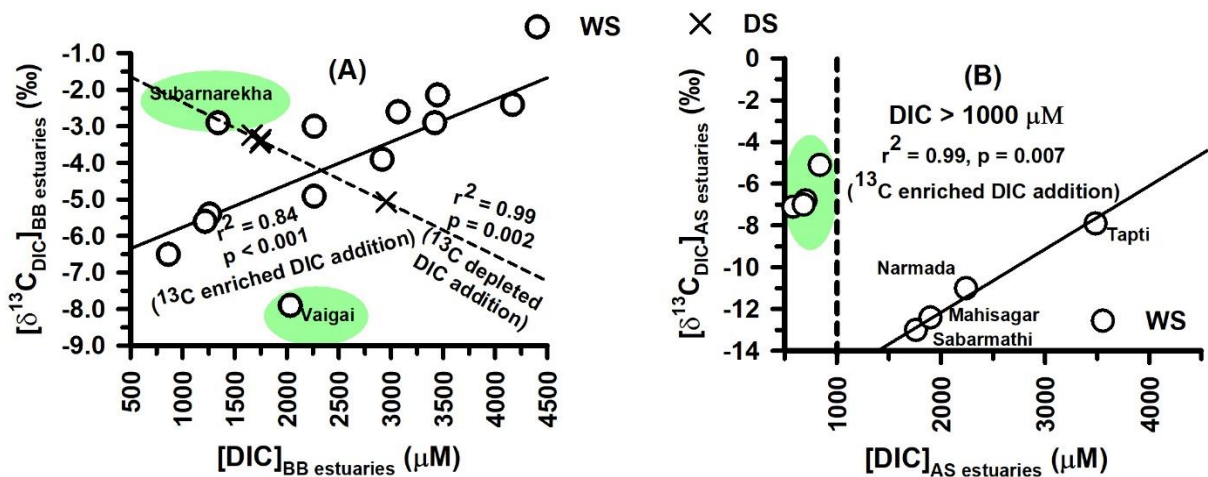 WS
DS
(A)
[δ13CDIC]BB estuaries (‰)
-1.0
-2.0
-3.0
-4.0
-5.0
-6.0
-7.0
-8.0
-9.0
Subarnarekha
r2 = 0.84
p < 0.001
(13C enriched DIC addition)
r2 = 0.99
p = 0.002
(13C depleted
DIC addition)
Vaigai
500
1000
1500
2000
2500
3000
3500
4000
4500
[DIC]BB estuaries (μM)
(B)
[δ13CDIC]AS estuaries (‰)
0
-2
-4
-6
-8
-10
-12
-14
DIC > 1000 μM
r2 = 0.99, p = 0.007
(13C enriched DIC addition)
Tapti
Narmada
Mahisagar
Sabarmathi
WS
1000
2000
3000
4000
[DIC]AS estuaries (μM)